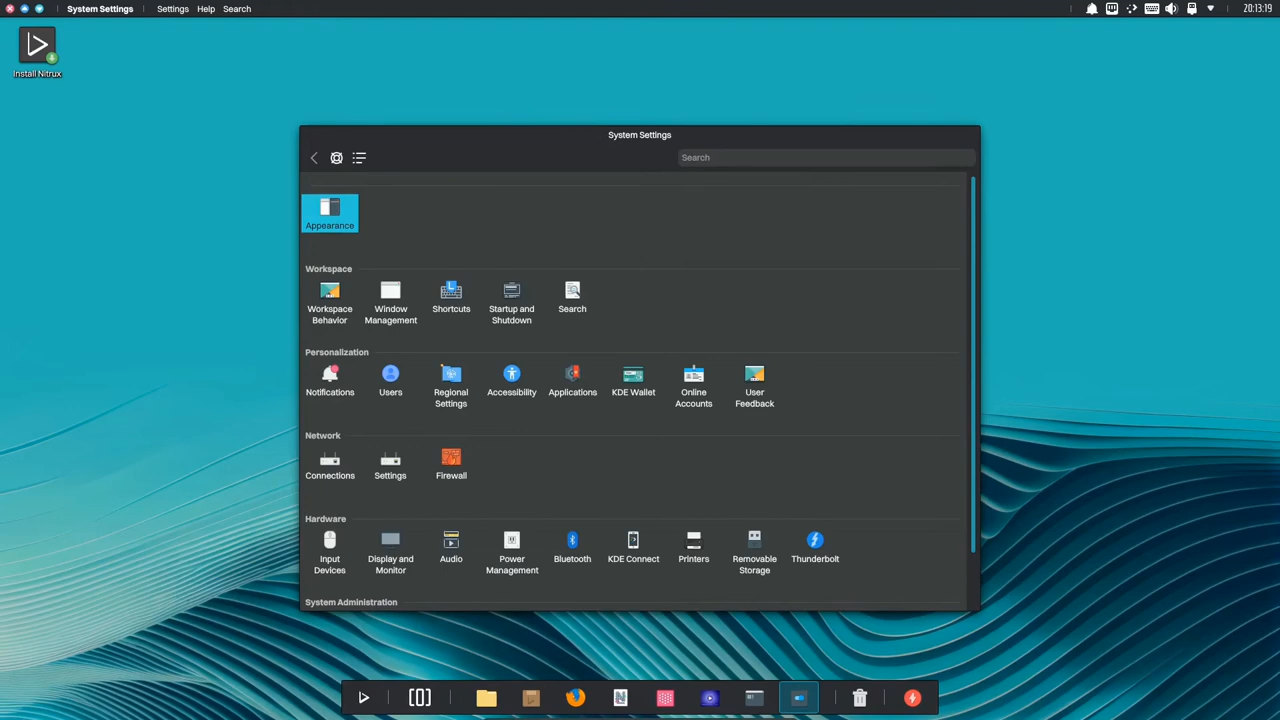 System Settings Settings Help Search 20:13:19
Install Nitrux
System Settings
Search
Appearance
Workspace
Workspace Behavior
Window Management
Shortcuts
Startup and Shutdown
Search
Personalization
Notifications
Users
Regional Settings
Accessibility
Applications
KDE Wallet
Online Accounts
User Feedback
Network
Connections
Settings
Firewall
Hardware
Input Devices
Display and Monitor
Audio
Power Management
Bluetooth
KDE Connect
Printers
Removable Storage
Thunderbolt
System Administration